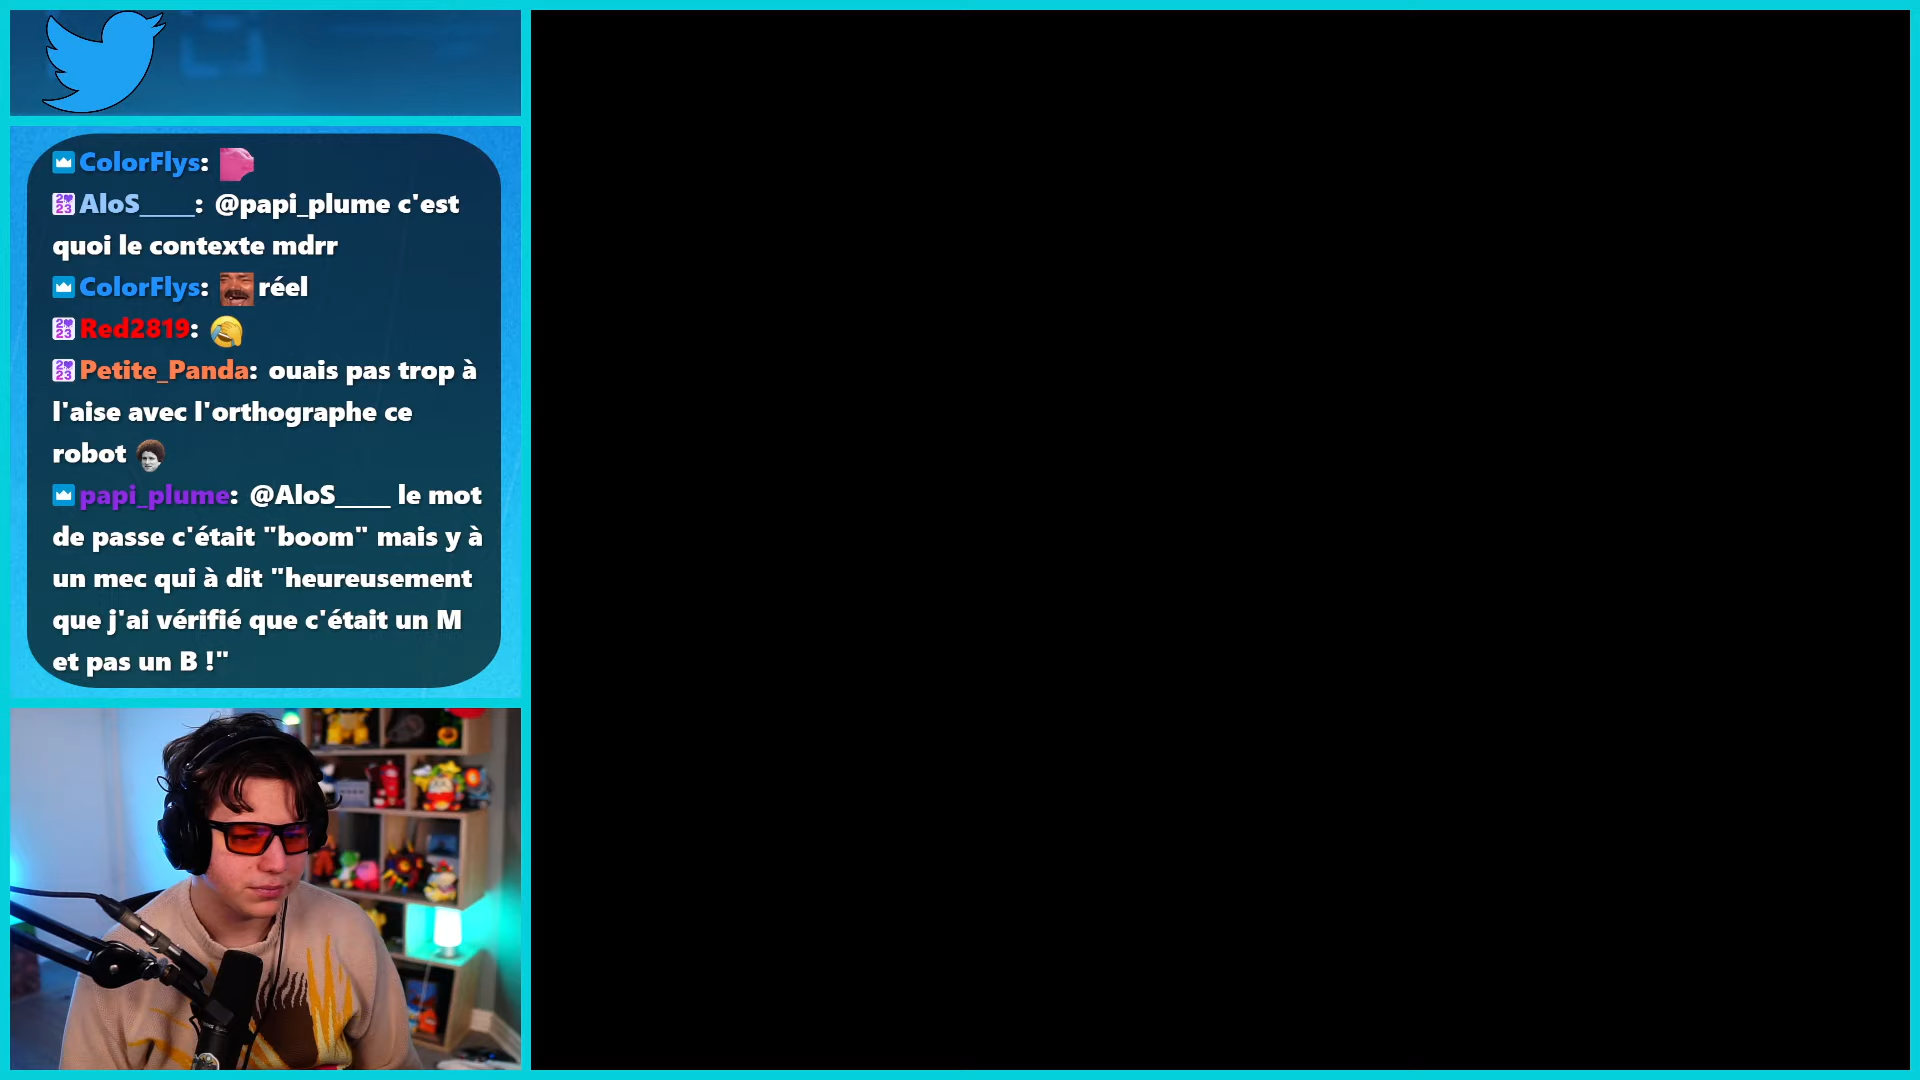 ColorFlys:
AloS____: @papi_plume c'est
quoi le contexte mdrr
ColorFlys: réel
Red2819:
Petite_Panda: ouais pas trop à
l'aise avec l'orthographe ce
robot
papi_plume: @AloS____ le mot
de passe c'était "boom" mais y à
un mec qui à dit "heureusement
que j'ai vérifié que c'était un M
et pas un B !"